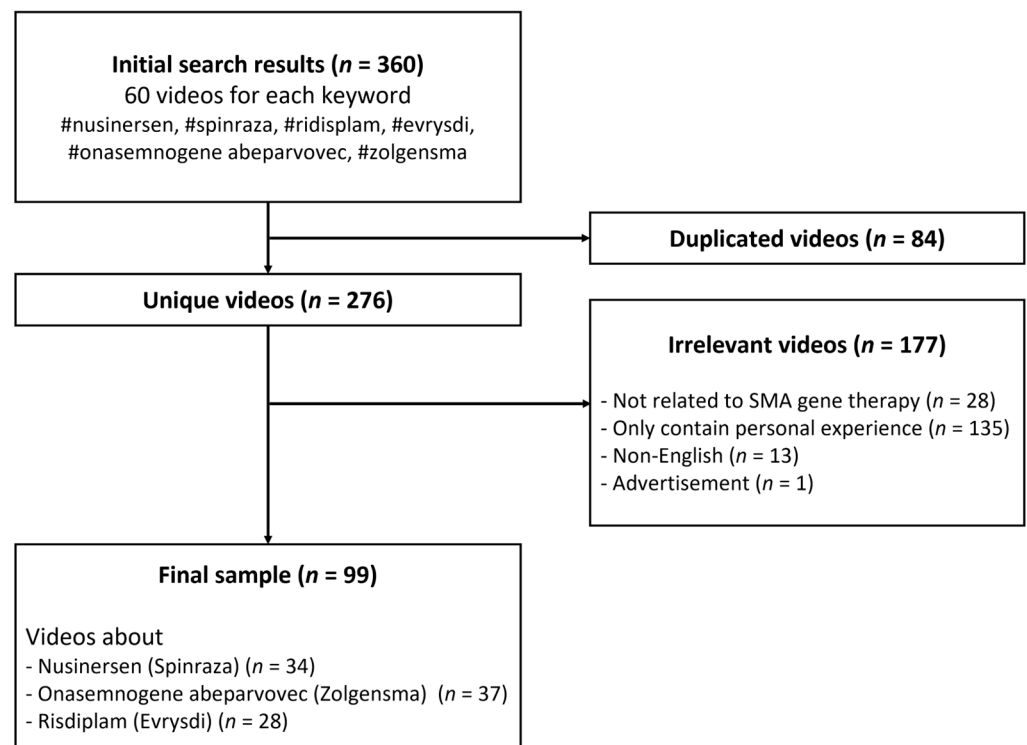 Initial search results (n = 360)
60 videos for each keyword
#nusinersen, #spinraza, #ridisplam, #evrysdi,
#onasemnogene abeparvovec, #zolgensma
Duplicated videos (n = 84)
Unique videos (n = 276)
Irrelevant videos (n = 177)
- Not related to SMA gene therapy (n = 28)
- Only contain personal experience (n = 135)
- Non-English (n = 13)
- Advertisement (n = 1)
Final sample (n = 99)
Videos about
- Nusinersen (Spinraza) (n = 34)
- Onasemnogene abeparvovec (Zolgensma) (n = 37)
- Risdiplam (Evrysdi) (n = 28)